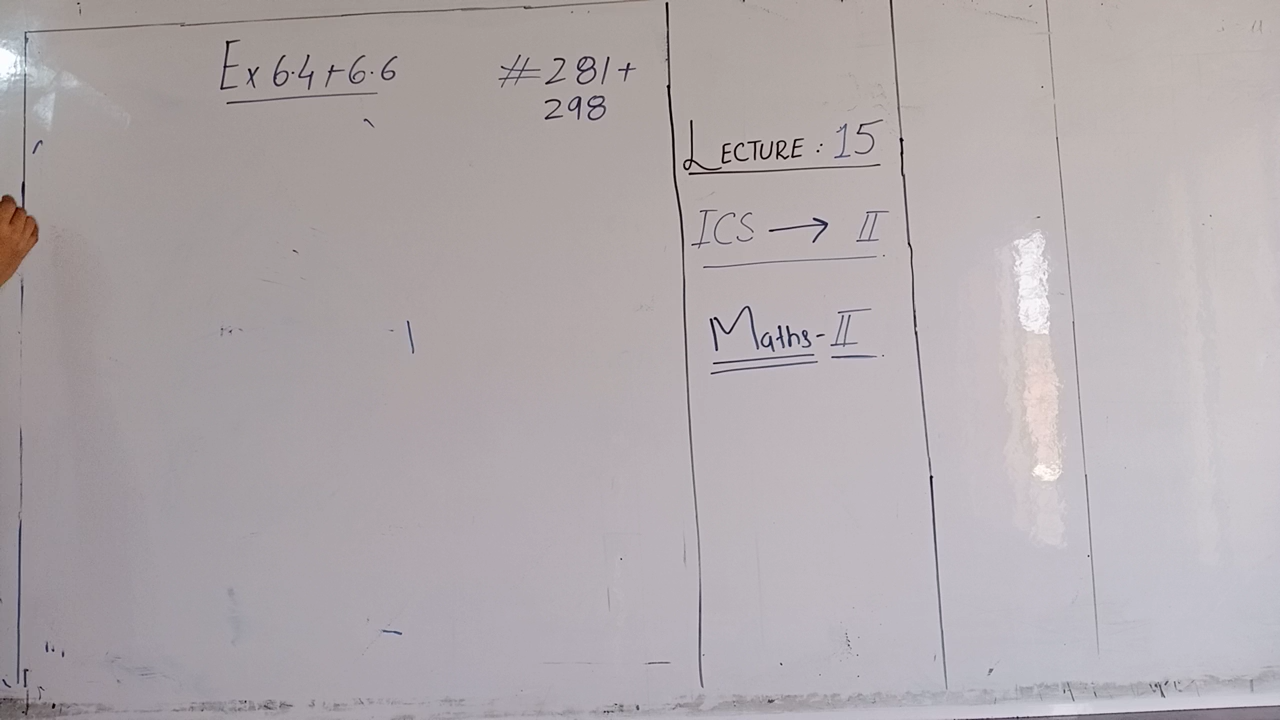 Ex 6.4+6.6 #281+
298
LECTURE: 15
ICS → II
Maths-II